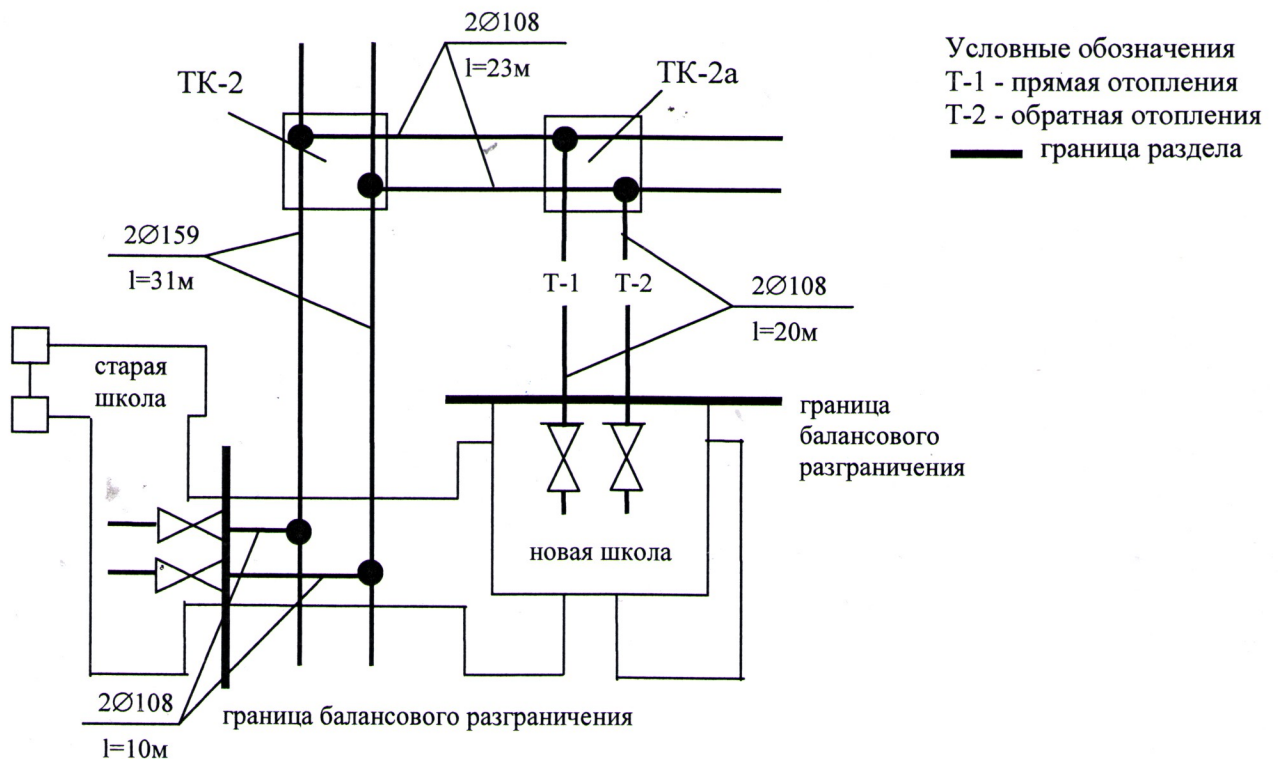 2∅108
l=23м
ТК-2
ТК-2а
Условные обозначения
Т-1 - прямая отопления
Т-2 - обратная отопления
граница раздела
2∅159
l=31м
Т-1
Т-2
2∅108
l=20м
старая
школа
граница
балансового
разграничения
новая школа
2∅108
l=10м
граница балансового разграничения